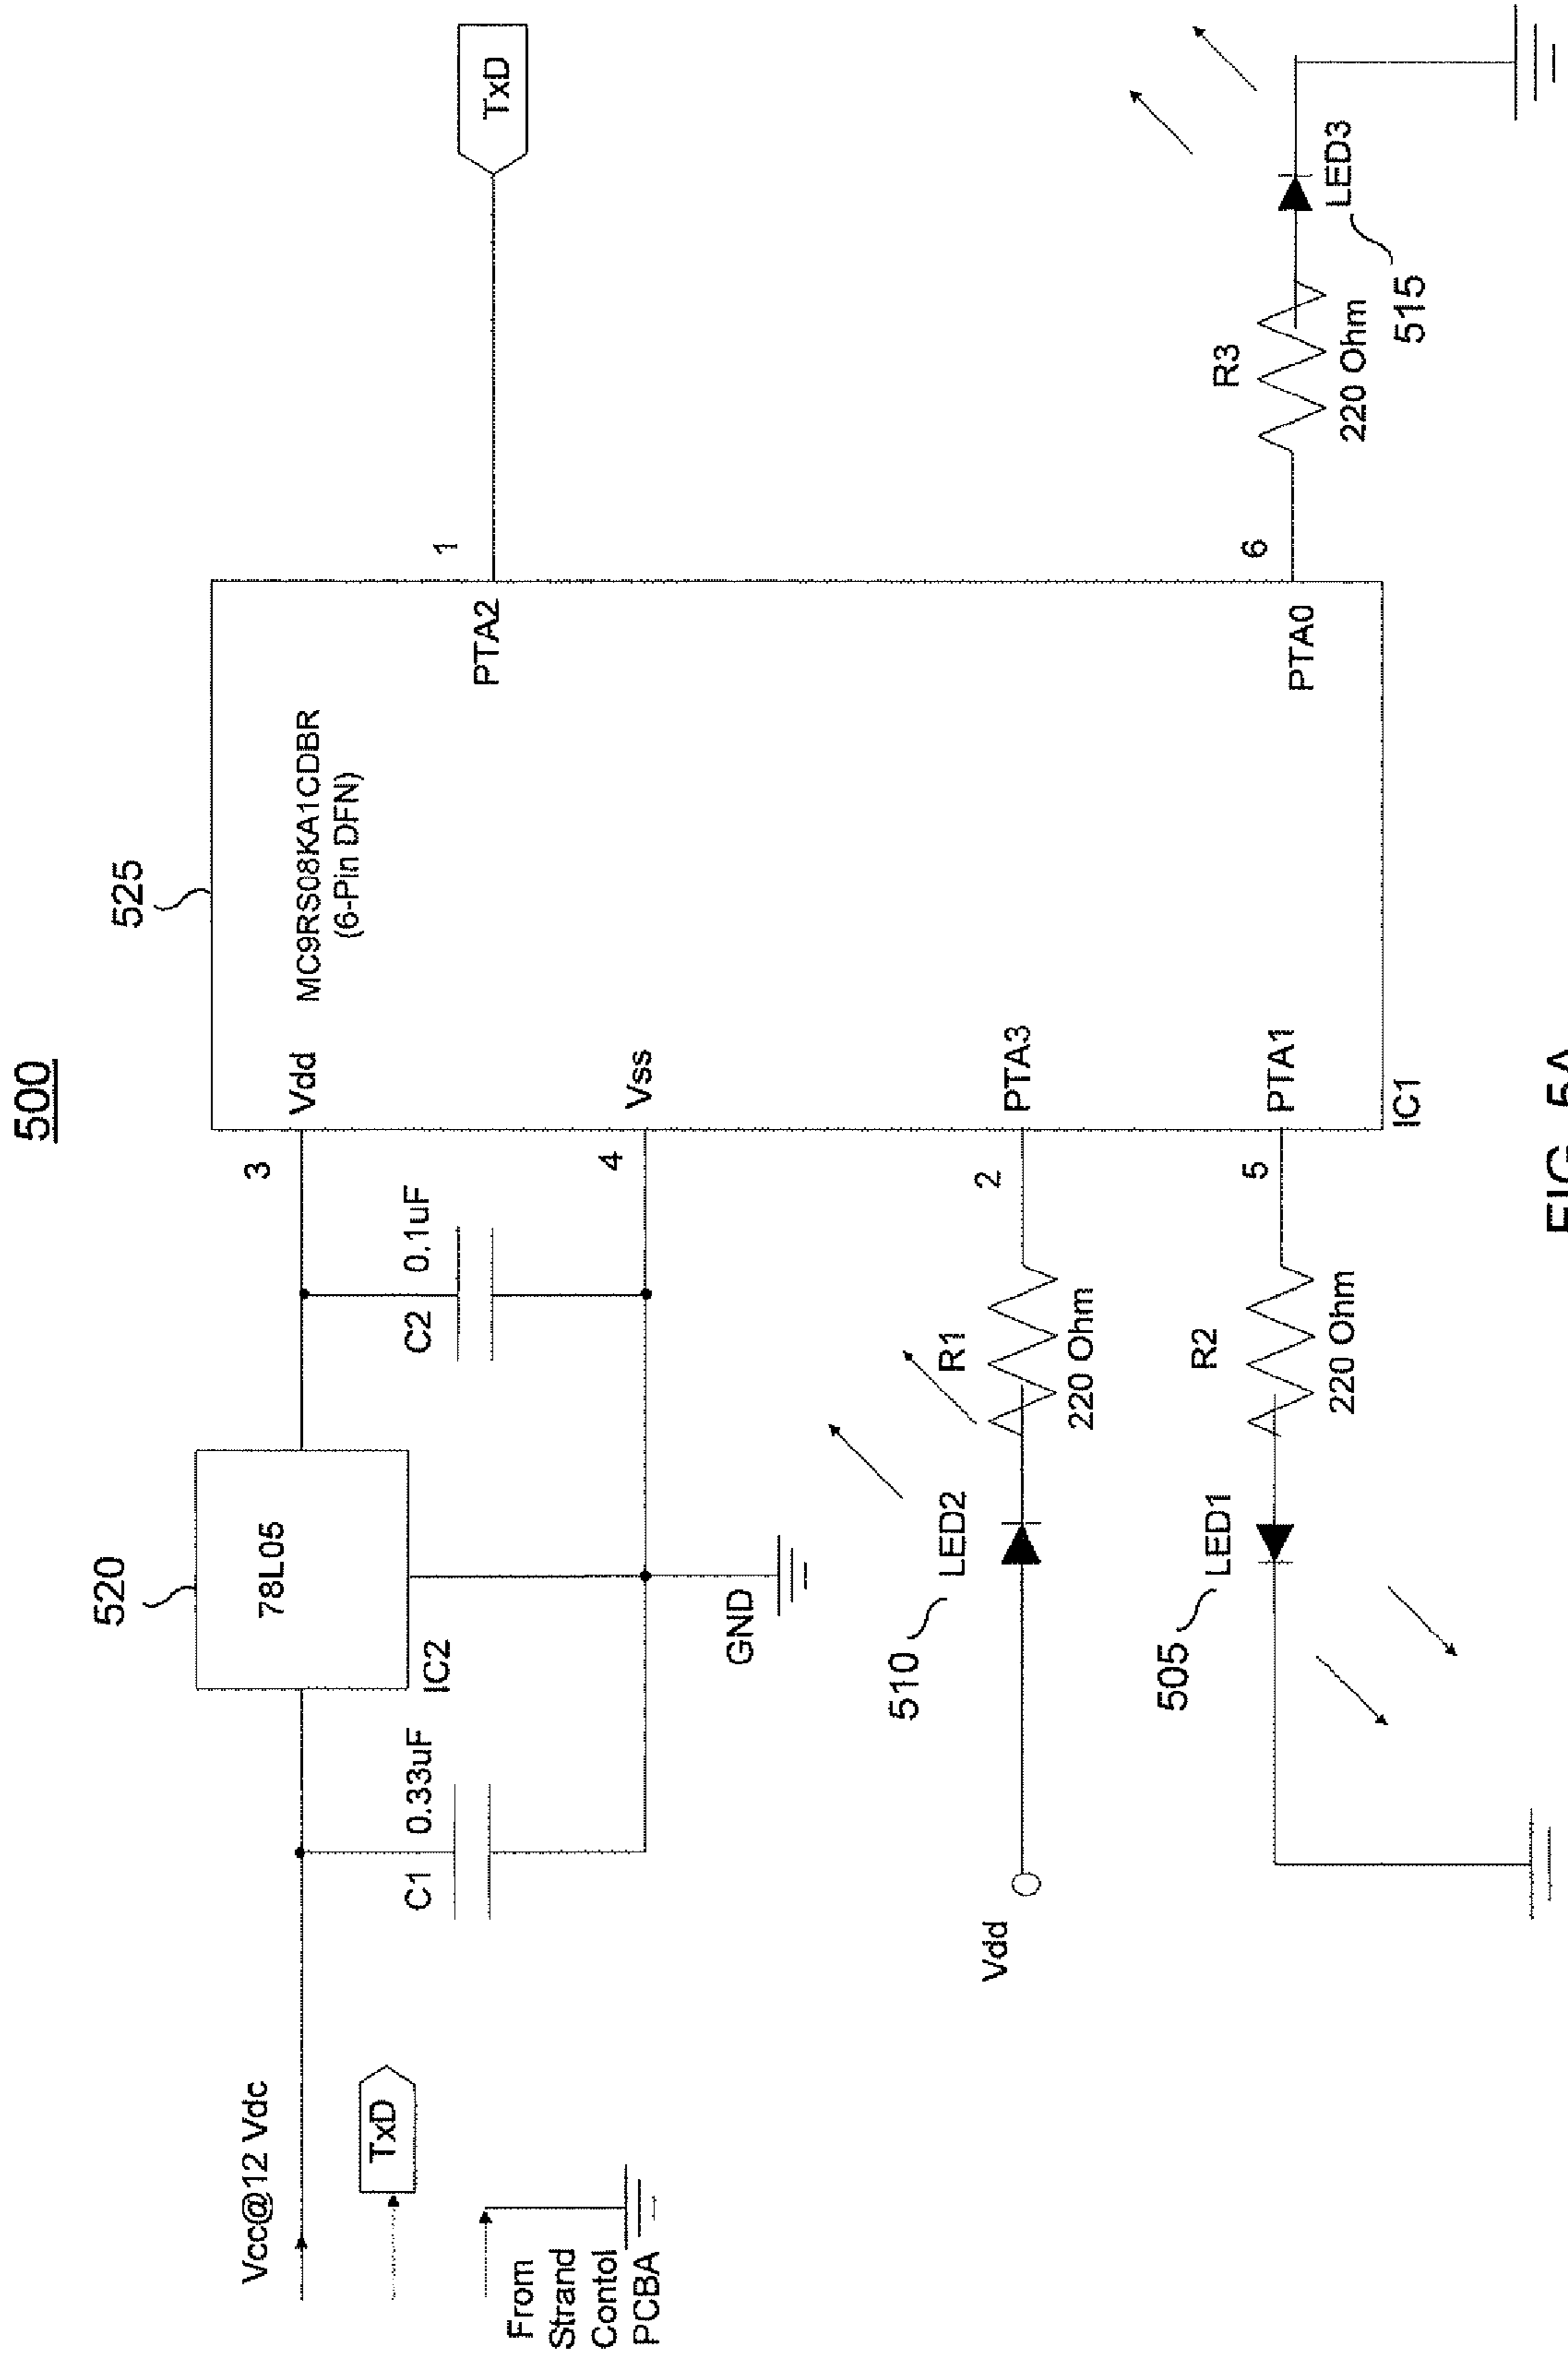 500
Vcc@12 Vdc
TxD
From
Strand
Contol
PCBA
C1 0.33uF
520
78L05
IC2
GND
C2 0.1uF
3
4
525
Vdd
MC9RS08KA1CDBR
(6-Pin DFN)
Vss
PTA2
1
TxD
Vdd
510
LED2
R1
220 Ohm
2
PTA3
505
LED1
R2
220 Ohm
5
PTA1
IC1
PTA0
6
R3
220 Ohm
LED3
515
FIG. 5A